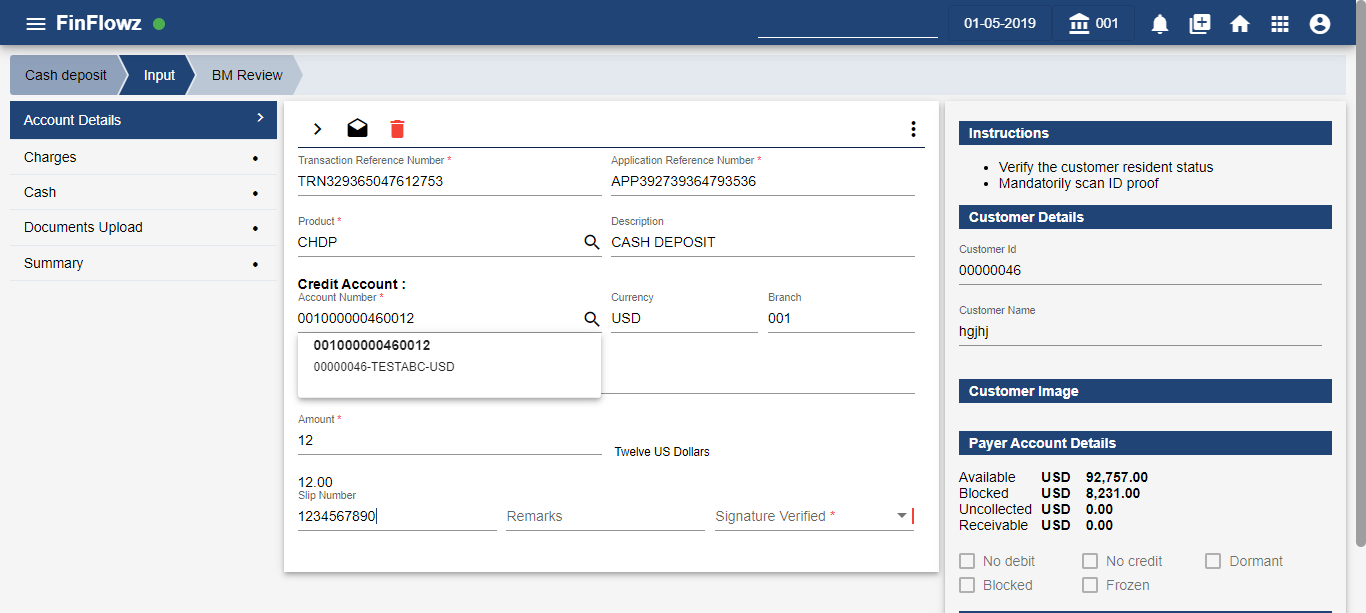 FinFlowz
01-05-2019
001
Cash deposit
Input
BM Review
Account Details
Charges
Cash
Documents Upload
Summary
Transaction Reference Number *
Application Reference Number *
TRN329365047612753
APP392739364793536
Product *
Description
CHDP
CASH DEPOSIT
Credit Account :
Account Number *
Currency
Branch
001000000460012
USD
001
001000000460012
00000046-TESTABC-USD
Amount *
12
Twelve US Dollars
12.00
Slip Number
1234567890
Remarks
Signature Verified *
Instructions
Verify the customer resident status
Mandatorily scan ID proof
Customer Details
Customer Id
00000046
Customer Name
hgjhj
Customer Image
Payer Account Details
Available USD 92,757.00
Blocked USD 8,231.00
Uncollected USD 0.00
Receivable USD 0.00
No debit
No credit
Dormant
Blocked
Frozen